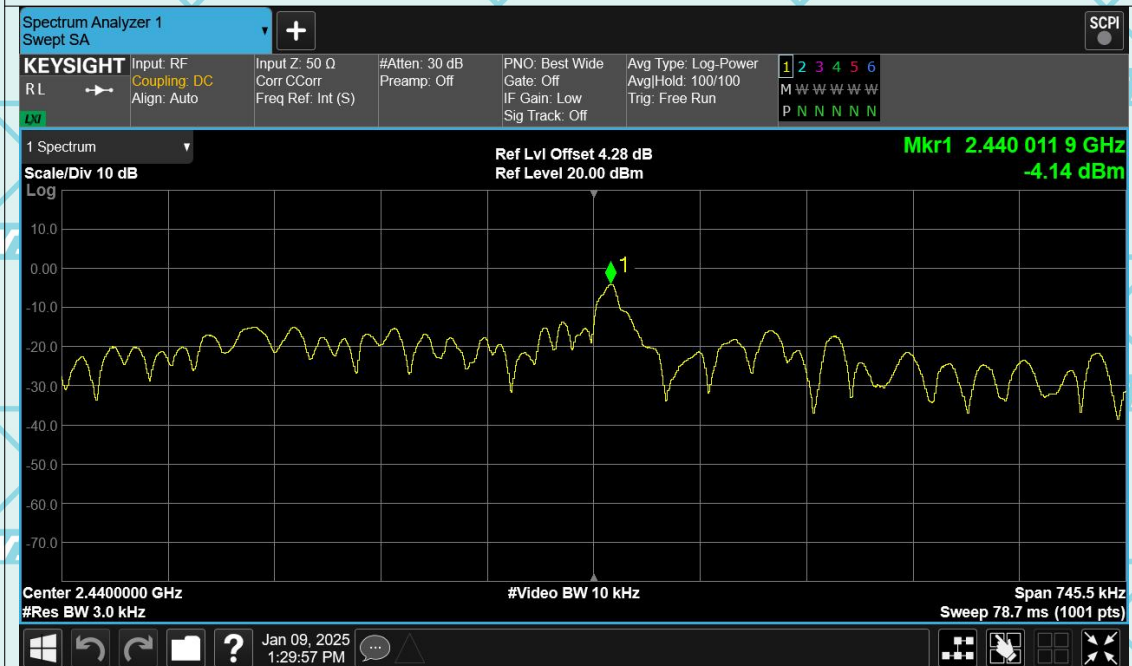 Spectrum Analyzer 1
Swept SA
+
SCPI
KEYSIGHT
RL
LXI
Input: RF
Coupling: DC
Align: Auto
Input Z: 50 Ω
Corr CCorr
Freq Ref: Int (S)
#Atten: 30 dB
Preamp: Off
PNO: Best Wide
Gate: Off
IF Gain: Low
Sig Track: Off
Avg Type: Log-Power
Avg|Hold: 100/100
Trig: Free Run
1 2 3 4 5 6
M W W W W W
P N N N N N
1 Spectrum
Scale/Div 10 dB
Ref Lvl Offset 4.28 dB
Ref Level 20.00 dBm
Mkr1 2.440 011 9 GHz
-4.14 dBm
Log
10.0
0.00
-10.0
-20.0
-30.0
-40.0
-50.0
-60.0
-70.0
1
Center 2.4400000 GHz
#Res BW 3.0 kHz
#Video BW 10 kHz
Span 745.5 kHz
Sweep 78.7 ms (1001 pts)
?
Jan 09, 2025
1:29:57 PM